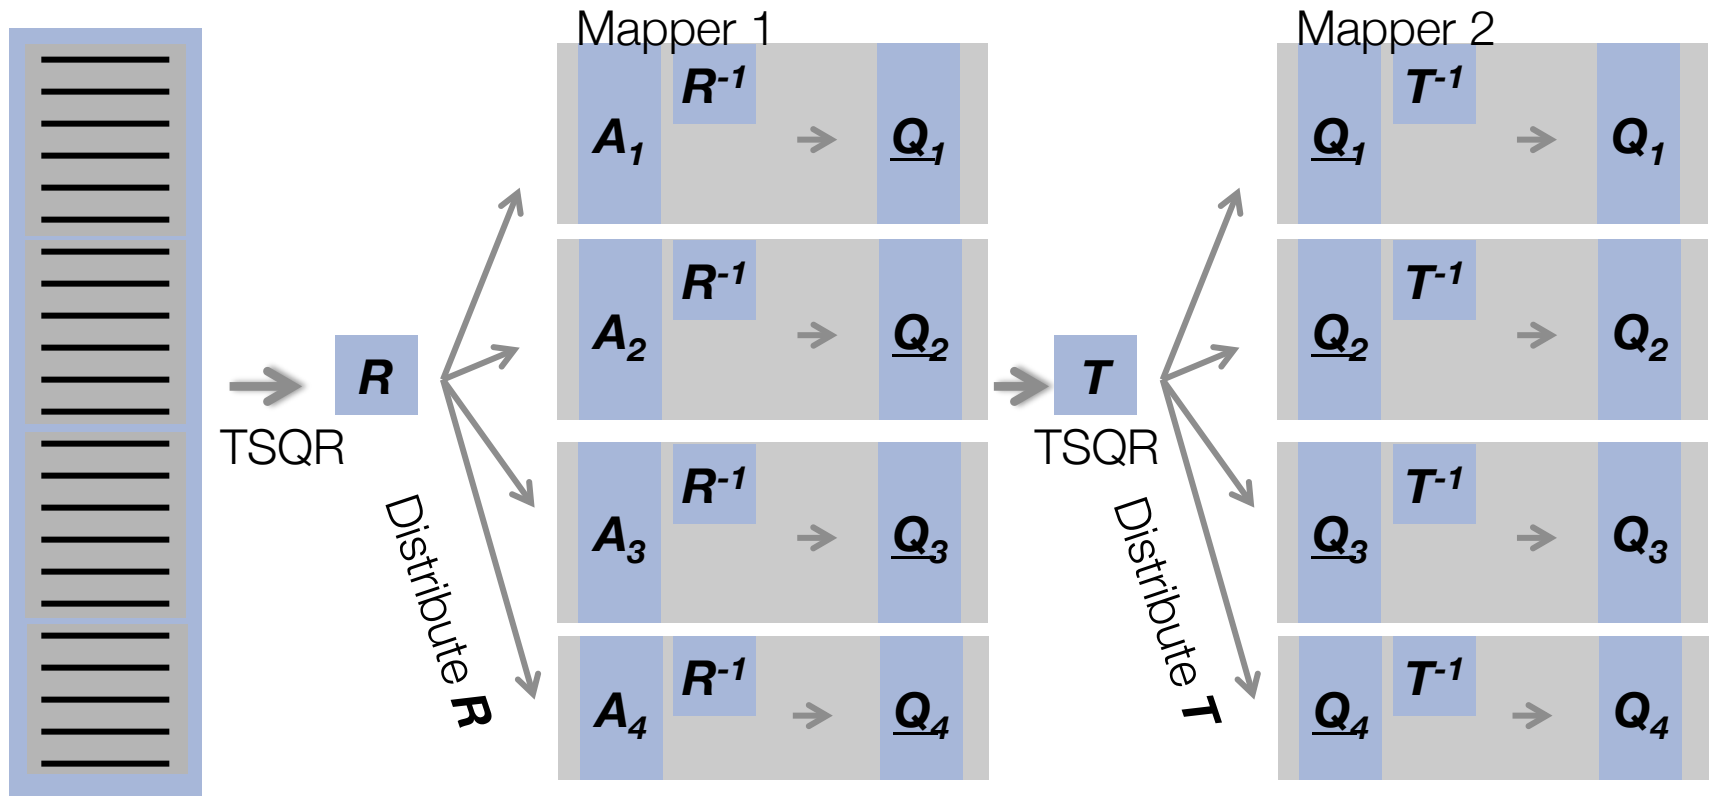 Mapper 1
Mapper 2
A1 R-1 Q1
Q1 T-1 Q1
A2 R-1 Q2
Q2 T-1 Q2
R
TSQR
Distribute R
T
TSQR
Distribute T
A3 R-1 Q3
Q3 T-1 Q3
A4 R-1 Q4
Q4 T-1 Q4